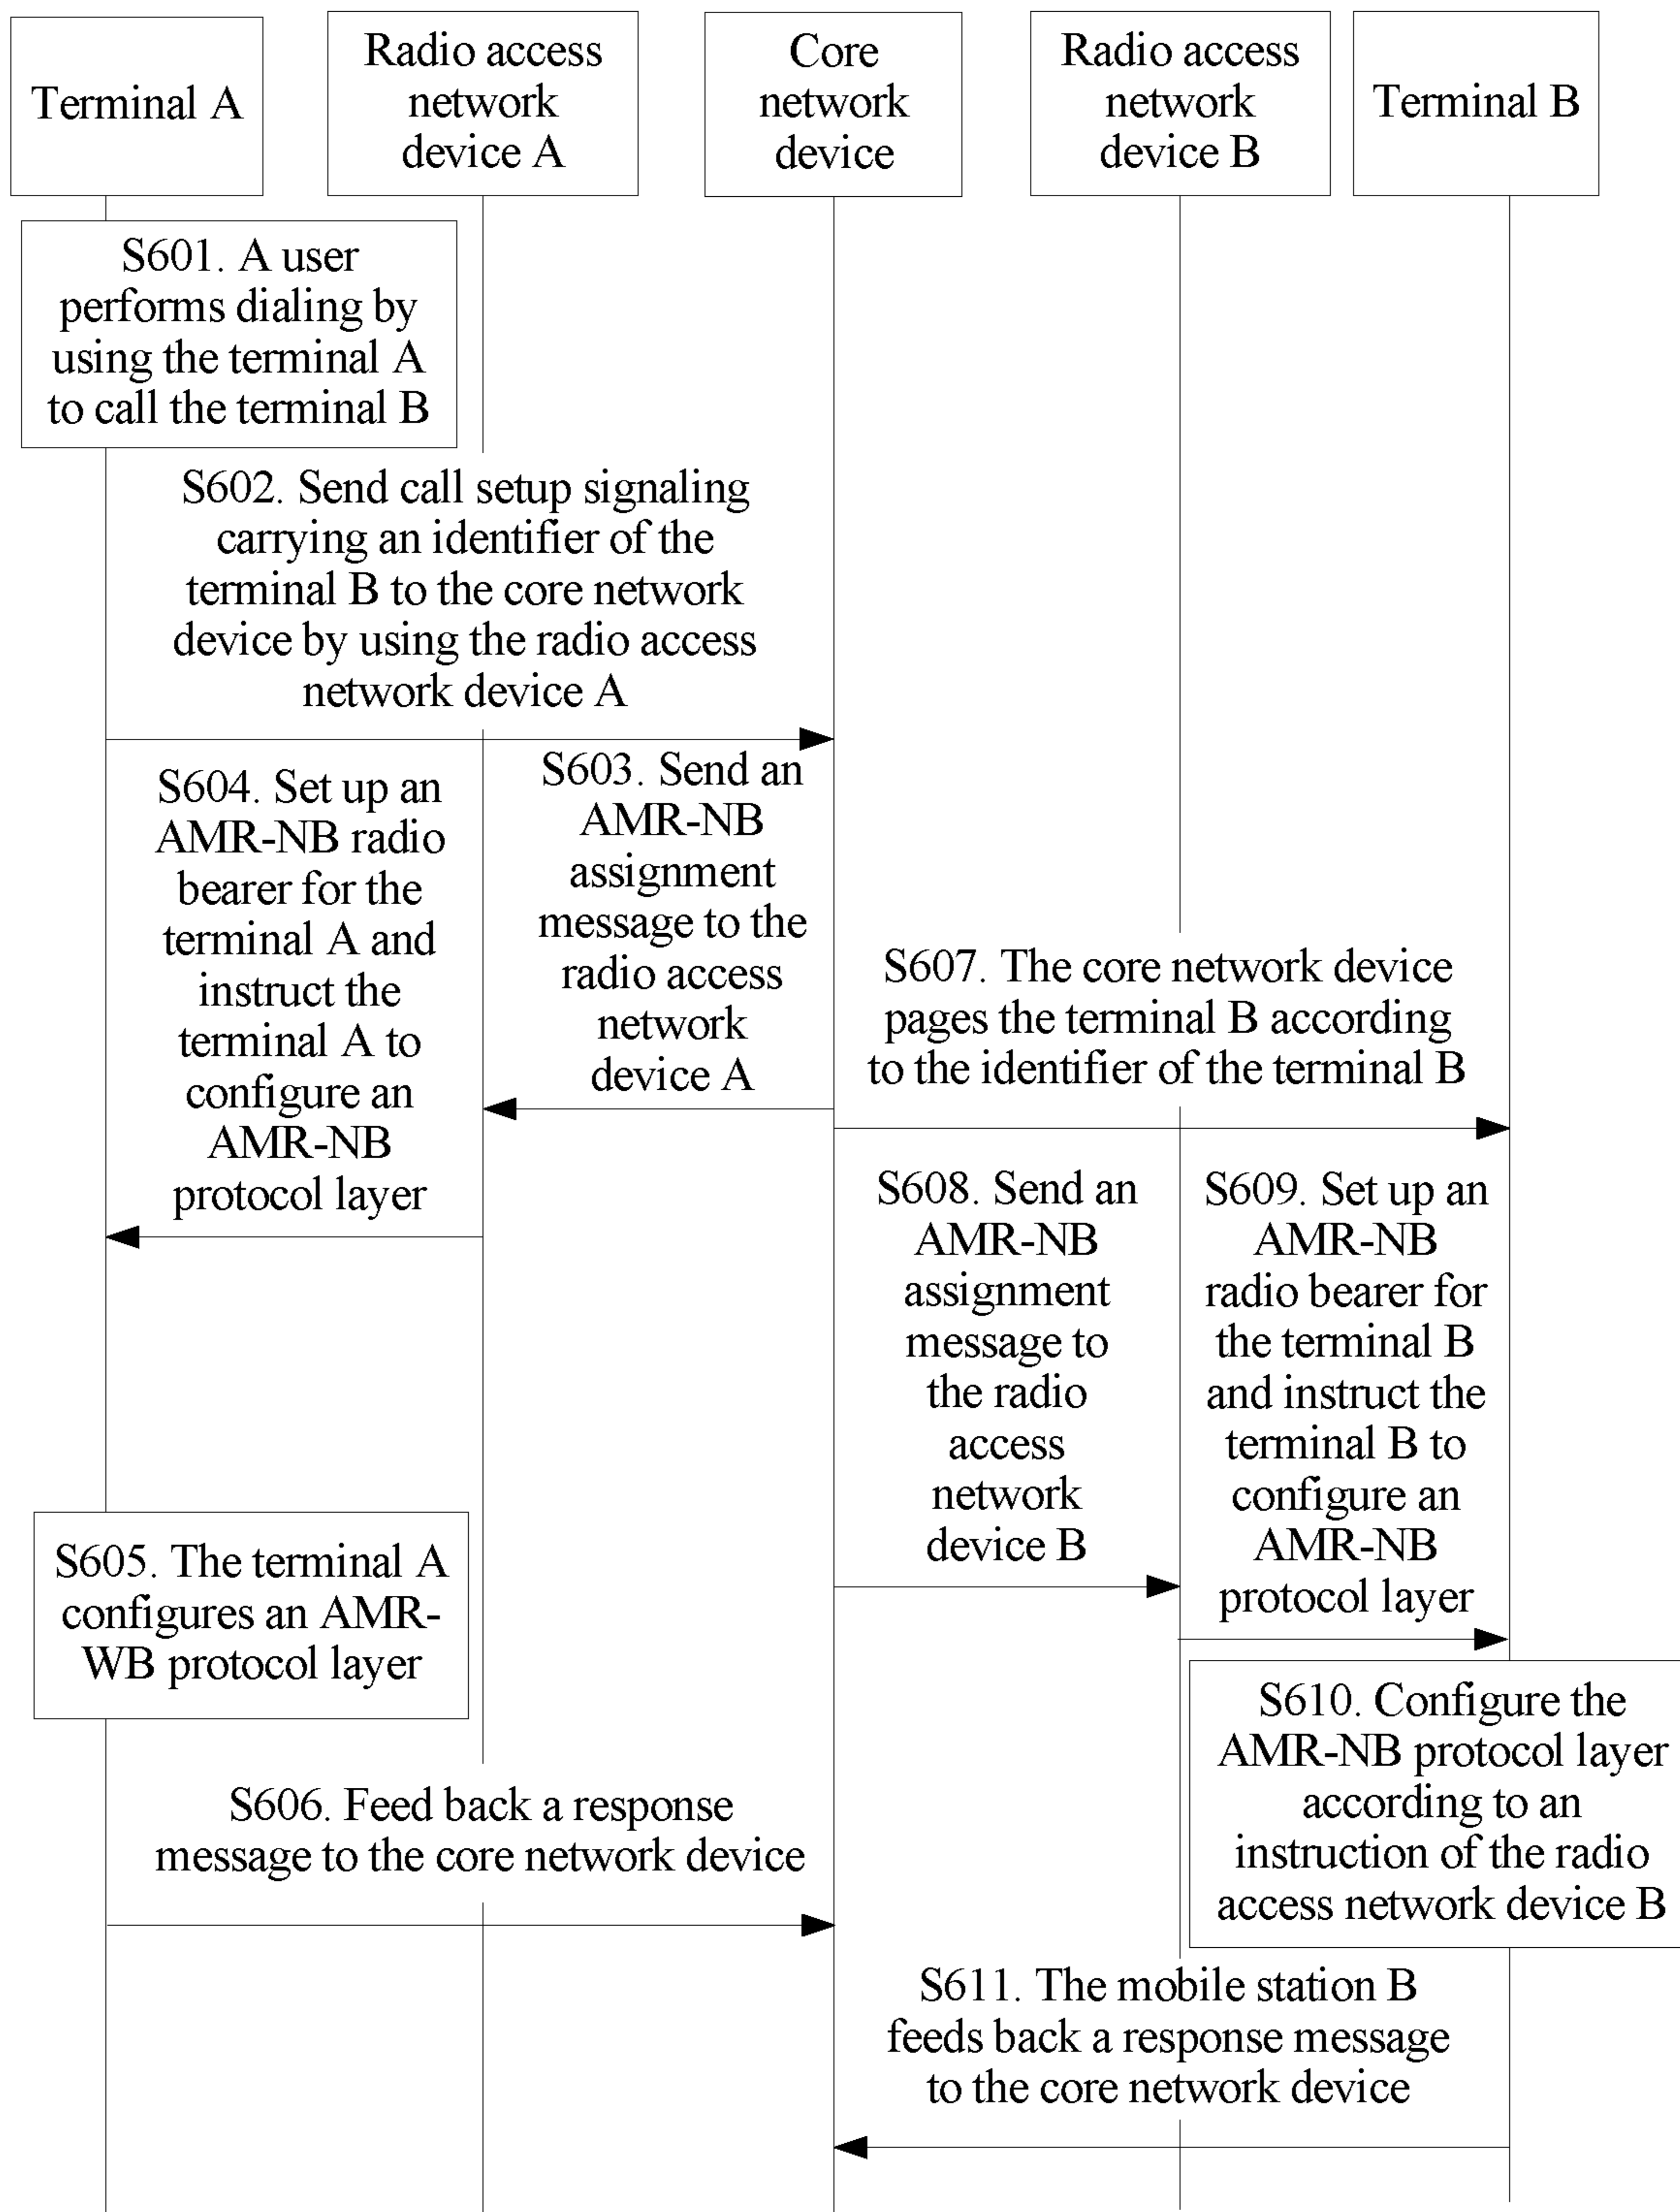 Terminal A
Radio access
network
device A
Core
network
device
Radio access
network
device B
Terminal B
S601. A user
performs dialing by
using the terminal A
to call the terminal B
S602. Send call setup signaling
carrying an identifier of the
terminal B to the core network
device by using the radio access
network device A
S603. Send an
AMR-NB
assignment
message to the
radio access
network
device A
S604. Set up an
AMR-NB radio
bearer for the
terminal A and
instruct the
terminal A to
configure an
AMR-NB
protocol layer
S607. The core network device
pages the terminal B according
to the identifier of the terminal B
S608. Send an
AMR-NB
assignment
message to
the radio
access
network
device B
S609. Set up an
AMR-NB
radio bearer for
the terminal B
and instruct the
terminal B to
configure an
AMR-NB
protocol layer
S605. The terminal A
configures an AMR-
WB protocol layer
S610. Configure the
AMR-NB protocol layer
according to an
instruction of the radio
access network device B
S606. Feed back a response
message to the core network device
S611. The mobile station B
feeds back a response message
to the core network device